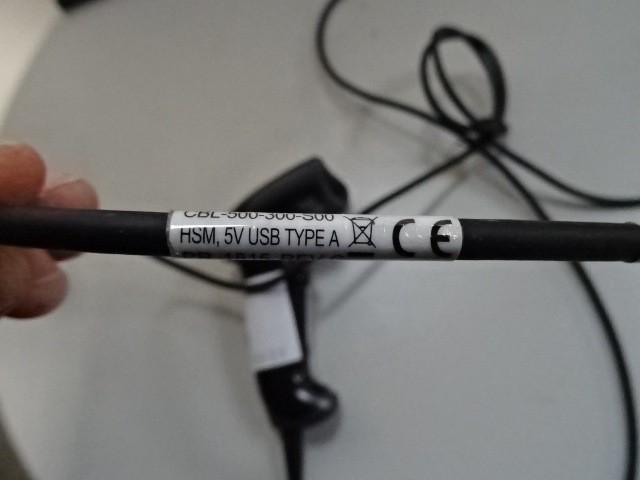 CBL-500-300-S00
HSM, 5V USB TYPE A
CE